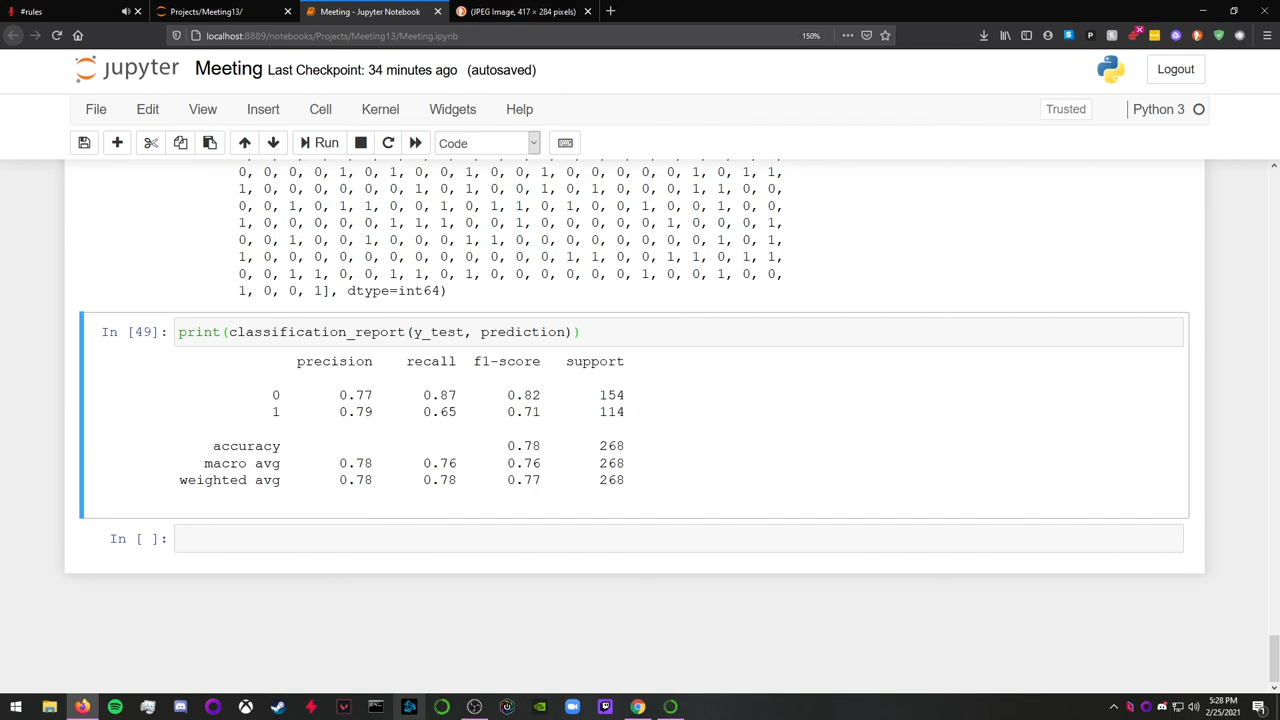 #rules
Projects/Meeting13/
Meeting - Jupyter Notebook
(JPEG Image, 417 × 284 pixels)
localhost:8889/notebooks/Projects/Meeting13/Meeting.ipynb
150%
jupyter Meeting Last Checkpoint: 34 minutes ago (autosaved)
Logout
File Edit View Insert Cell Kernel Widgets Help
Trusted
Python 3
Run
Code
0, 0, 0, 0, 1, 0, 1, 0, 0, 1, 0, 0, 1, 0, 0, 0, 0, 0, 1, 0, 1, 1,
1, 0, 0, 0, 0, 0, 0, 1, 0, 1, 0, 0, 1, 0, 1, 0, 0, 0, 1, 1, 0, 0,
0, 0, 1, 0, 1, 1, 0, 0, 1, 0, 1, 1, 0, 1, 0, 0, 1, 0, 0, 1, 0, 0,
1, 0, 0, 0, 0, 0, 1, 1, 1, 0, 0, 1, 0, 0, 0, 0, 0, 1, 0, 0, 0, 1,
0, 0, 1, 0, 0, 1, 0, 0, 0, 1, 1, 0, 0, 0, 0, 0, 0, 0, 0, 1, 0, 1,
1, 0, 0, 0, 0, 0, 0, 0, 0, 0, 0, 0, 0, 1, 1, 0, 0, 1, 1, 0, 1, 1,
0, 0, 1, 1, 0, 0, 1, 1, 0, 1, 0, 0, 0, 0, 0, 0, 1, 0, 0, 1, 0, 0,
1, 0, 0, 1], dtype=int64)
In [49]: print(classification_report(y_test, prediction))
precision recall f1-score support
0 0.77 0.87 0.82 154
1 0.79 0.65 0.71 114
accuracy 0.78 268
macro avg 0.78 0.76 0.76 268
weighted avg 0.78 0.78 0.77 268
In [ ]:
5:28 PM
2/25/2021